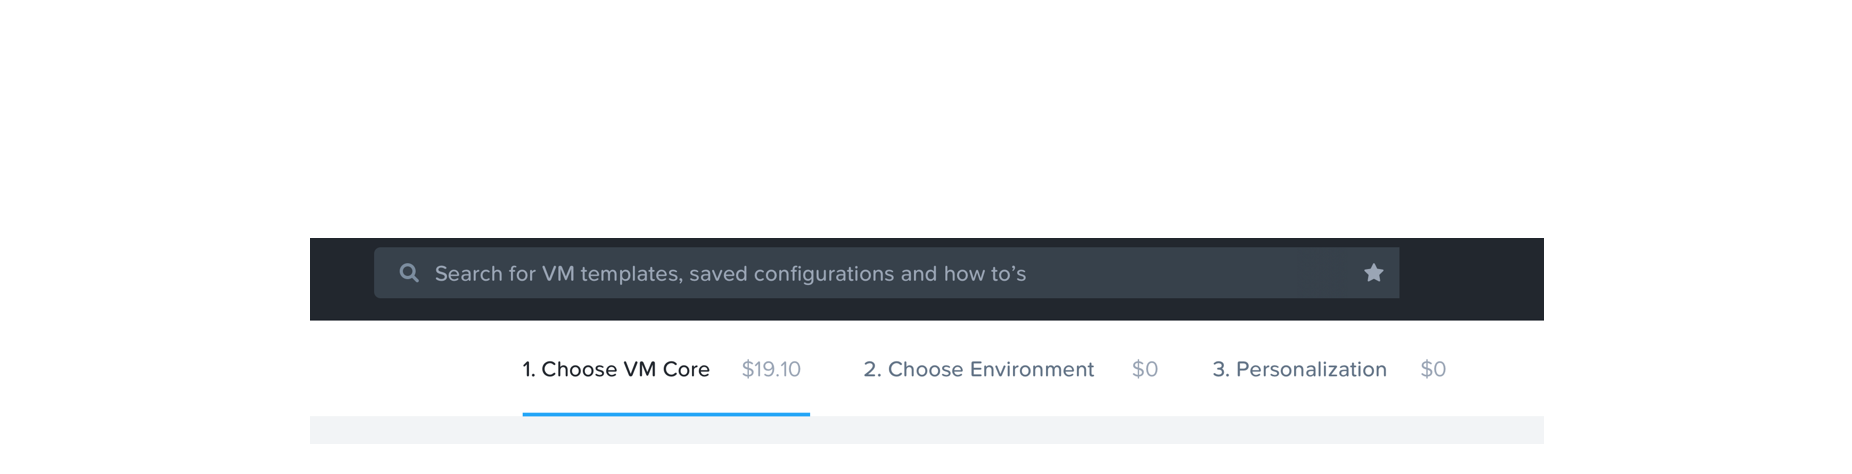 Search for VM templates, saved configurations and how to’s
1. Choose VM Core $19.10 2. Choose Environment $0 3. Personalization $0